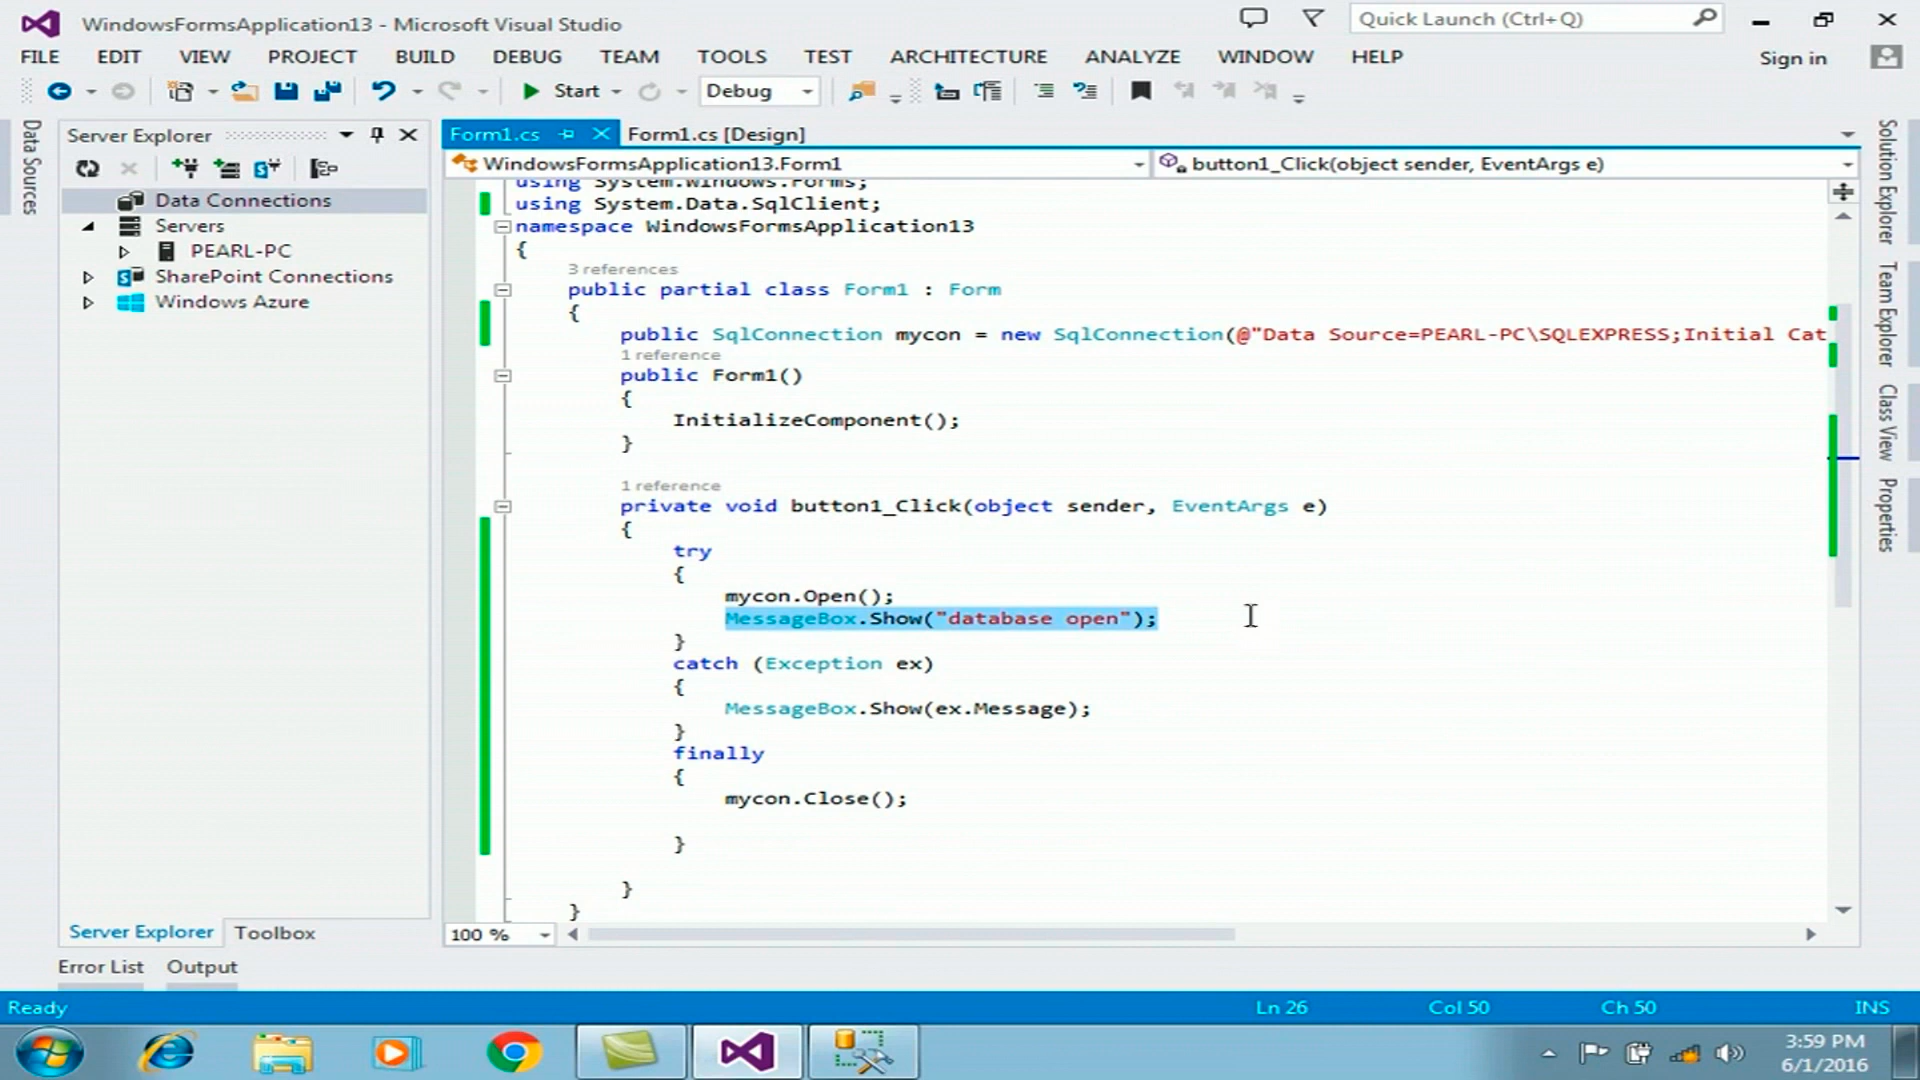 WindowsFormsApplication13 - Microsoft Visual Studio
Quick Launch (Ctrl+Q)
FILE EDIT VIEW PROJECT BUILD DEBUG TEAM TOOLS TEST ARCHITECTURE ANALYZE WINDOW HELP
Sign in
Start
Debug
Data Sources
Server Explorer
Data Connections
Servers
PEARL-PC
SharePoint Connections
Windows Azure
Server Explorer Toolbox
Form1.cs
Form1.cs [Design]
WindowsFormsApplication13.Form1
button1_Click(object sender, EventArgs e)
using System.Windows.Forms;
using System.Data.SqlClient;
namespace WindowsFormsApplication13
{
3 references
public partial class Form1 : Form
{
public SqlConnection mycon = new SqlConnection(@"Data Source=PEARL-PC\SQLEXPRESS;Initial Cat
1 reference
public Form1()
{
InitializeComponent();
}
1 reference
private void button1_Click(object sender, EventArgs e)
{
try
{
mycon.Open();
MessageBox.Show("database open");
}
catch (Exception ex)
{
MessageBox.Show(ex.Message);
}
finally
{
mycon.Close();
}
}
}
100 %
Solution Explorer
Team Explorer
Class View
Properties
Error List Output
Ready
Ln 26 Col 50 Ch 50 INS
3:59 PM
6/1/2016